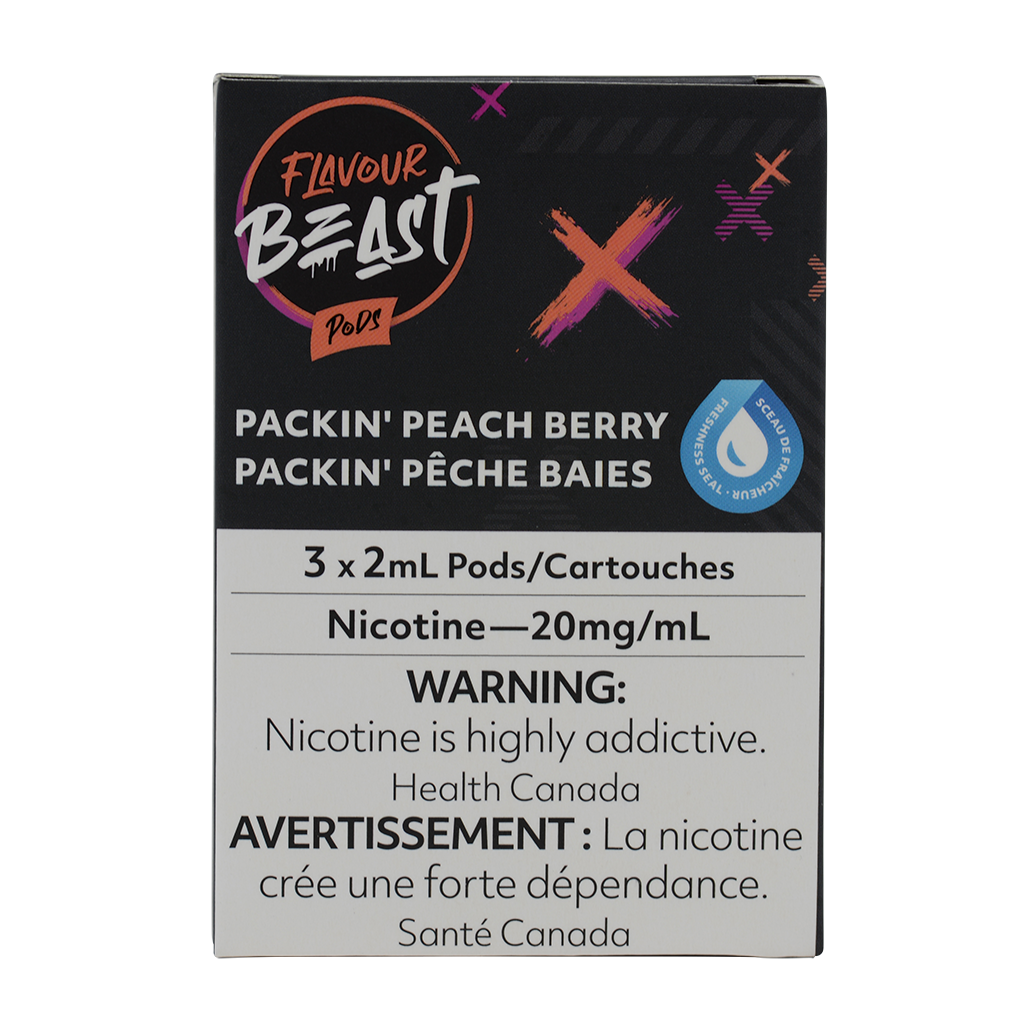 FLAVOUR
BEAST
PODS
PACKIN' PEACH BERRY
PACKIN' PÊCHE BAIES
FRESHNESS SEAL · SCEAU DE FRAÎCHEUR
3 x 2mL Pods/Cartouches
Nicotine—20mg/mL
WARNING:
Nicotine is highly addictive.
Health Canada
AVERTISSEMENT : La nicotine
crée une forte dépendance.
Santé Canada